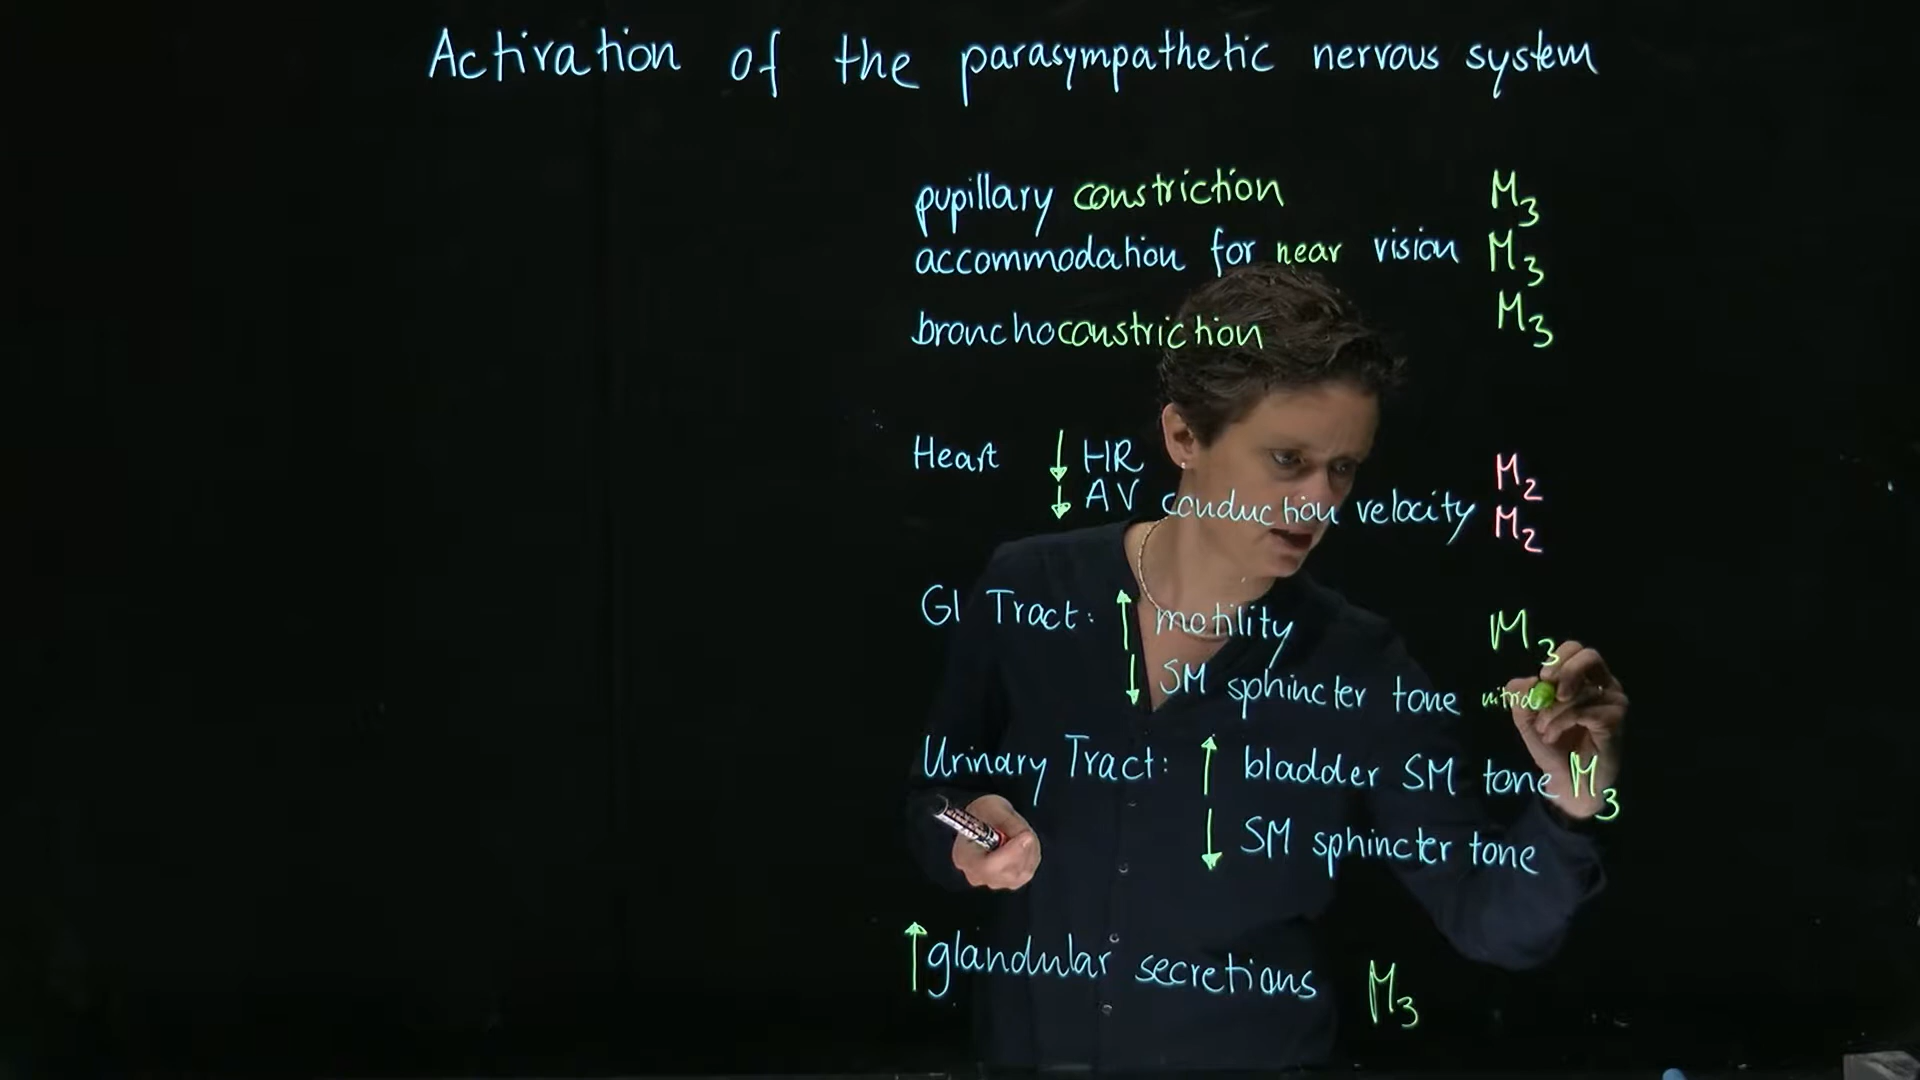 Activation of the parasympathetic nervous system
pupillary constriction M3
accommodation for near vision M3
bronchoconstriction M3
Heart ↓ HR M2
↓ AV conduction velocity M2
GI Tract: ↑ motility M3
↓ SM sphincter tone nitri
Urinary Tract: ↑ bladder SM tone M3
↓ SM sphincter tone
↑ glandular secretions M3